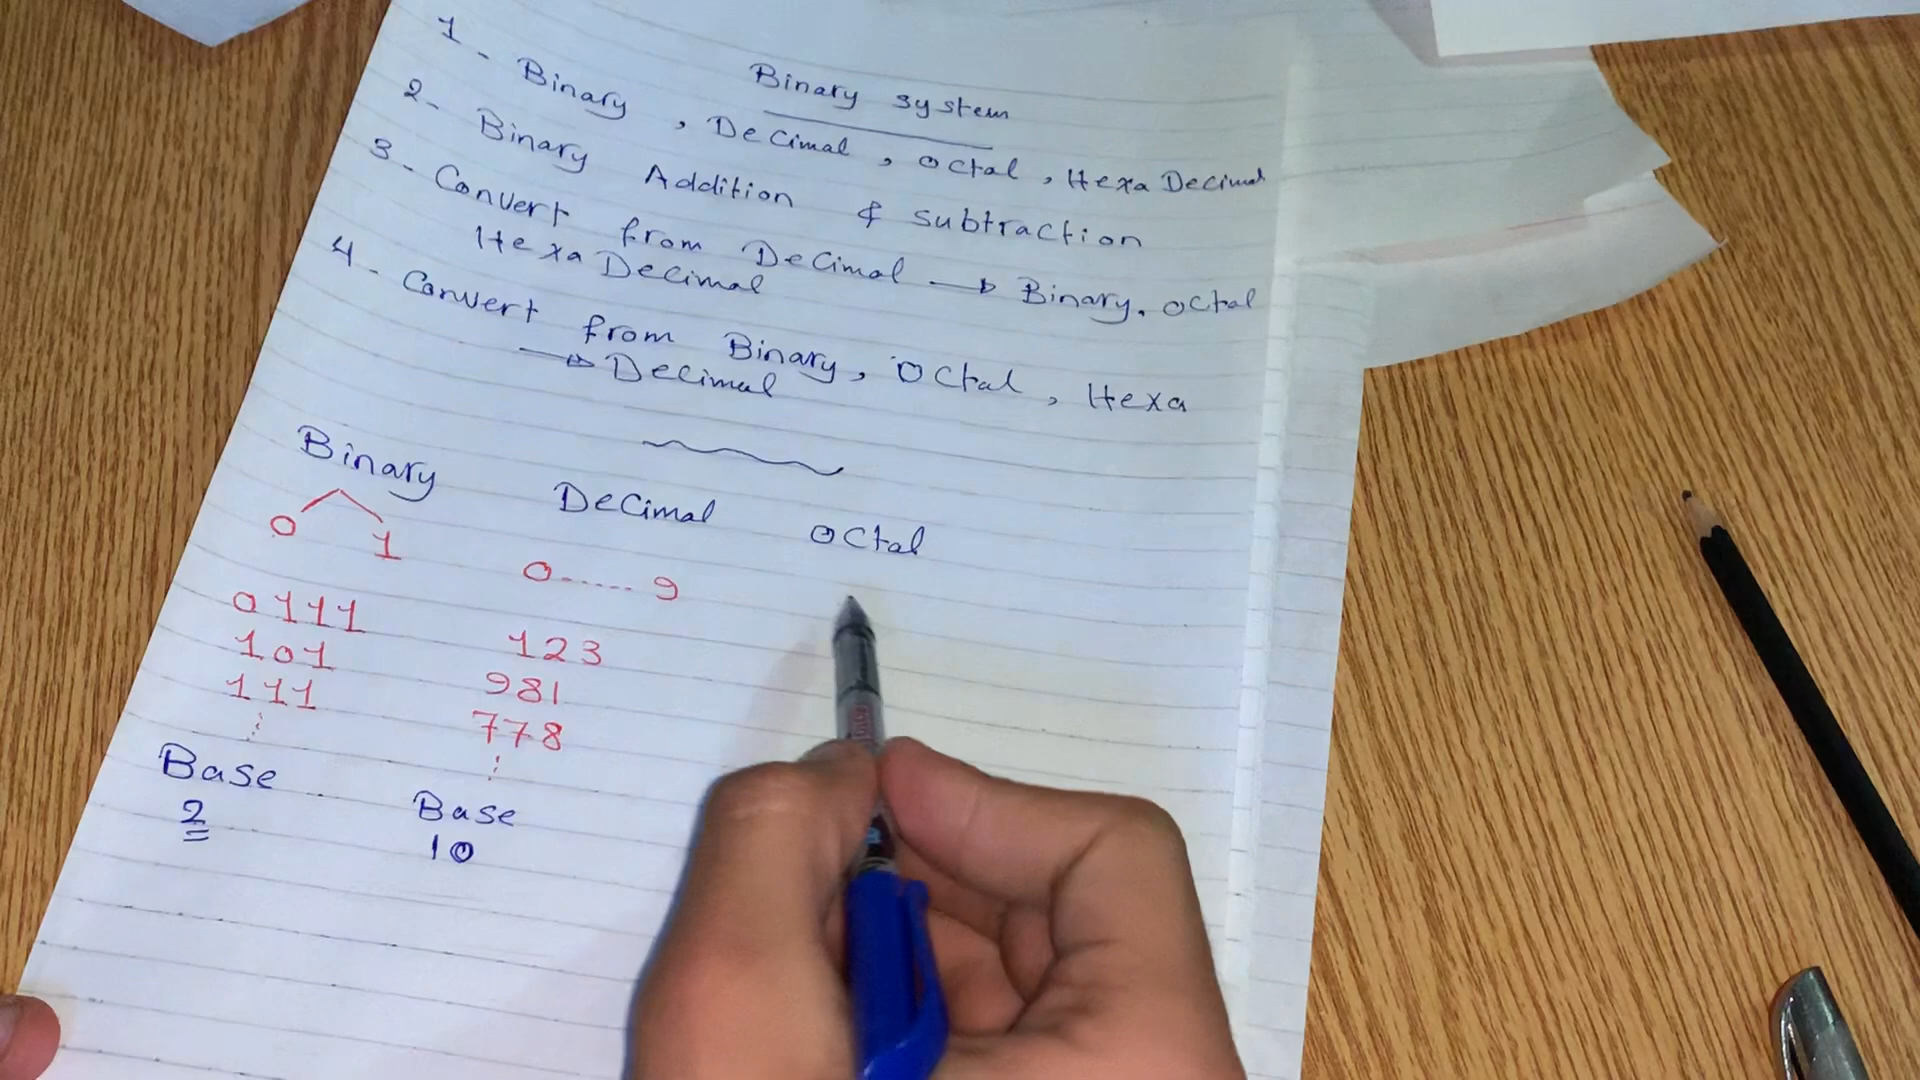 Binary system
1 - Binary, Decimal, Octal, Hexa Decimal
2 - Binary Addition & subtraction
3 - Convert from Decimal → Binary, octal
Hexa Decimal
4 - Convert from Binary, Octal, Hexa
→ Decimal
Binary Decimal Octal
0 1 0......9
0111 123
101 981
111 778
Base Base
2 10